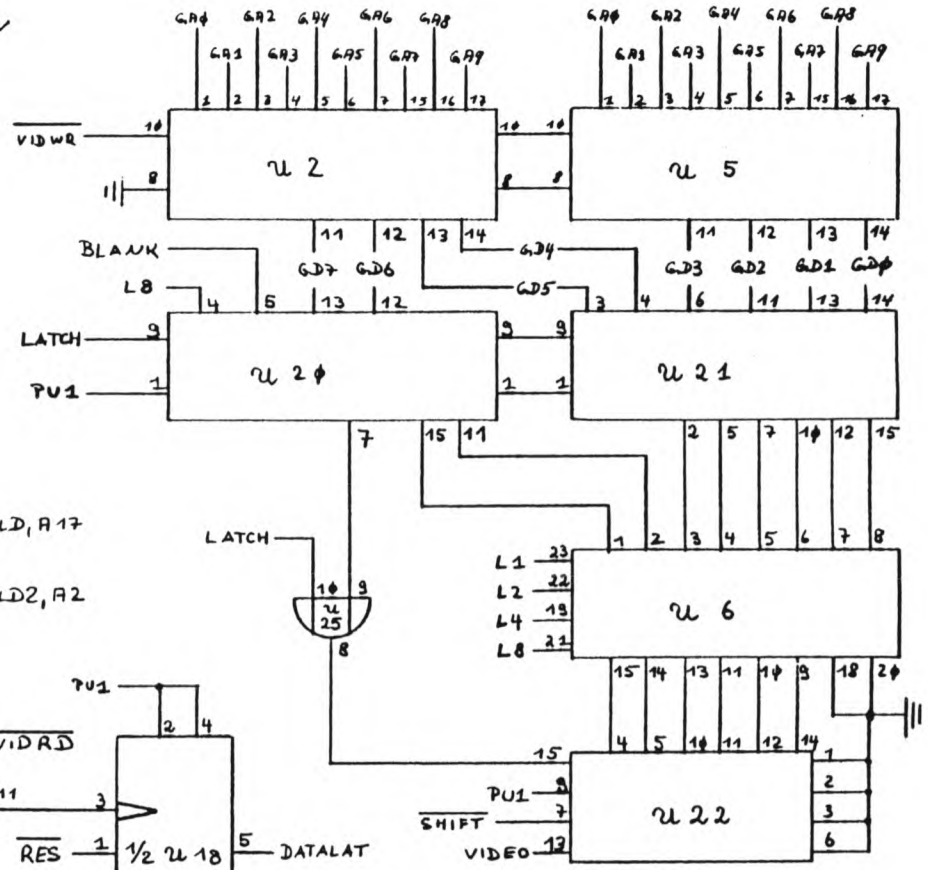 GAφ GA2 GA4 GA6 GA8 GAφ GA2 GA4 GA6 GA8
GA1 GA3 GA5 GA7 GA9 GA1 GA3 GA5 GA7 GA9
1 2 3 4 5 6 7 15 16 17 1 2 3 4 5 6 7 15 16 17
VIDWR 1φ 1φ 1φ
U 2 U 5
8 8 8
11 12 13 14 11 12 13 14
BLANK GD4
GD7 GD6 GD3 GD2 GD1 GDφ
L8 GD5
4 5 13 12 3 4 6 11 13 14
LATCH 9 9 9
U 2φ U 21
PU1 1 1 1
7 15 11 2 5 7 1φ 12 15
LD, A17
LATCH
1 2 3 4 5 6 7 8
L1 23
LD2, A2
1φ 9
L2 22
U 25
U 6
L4 19
8
L8 21
15 14 13 11 1φ 9 18 2φ
PU1
2 4
VIDRD
4 5 1φ 11 12 14
15 1
PU1 9 2
11 3
SHIFT 7 U 22 3
RES 1 1/2 U 18 5 DATALAT
VIDEO 13 6